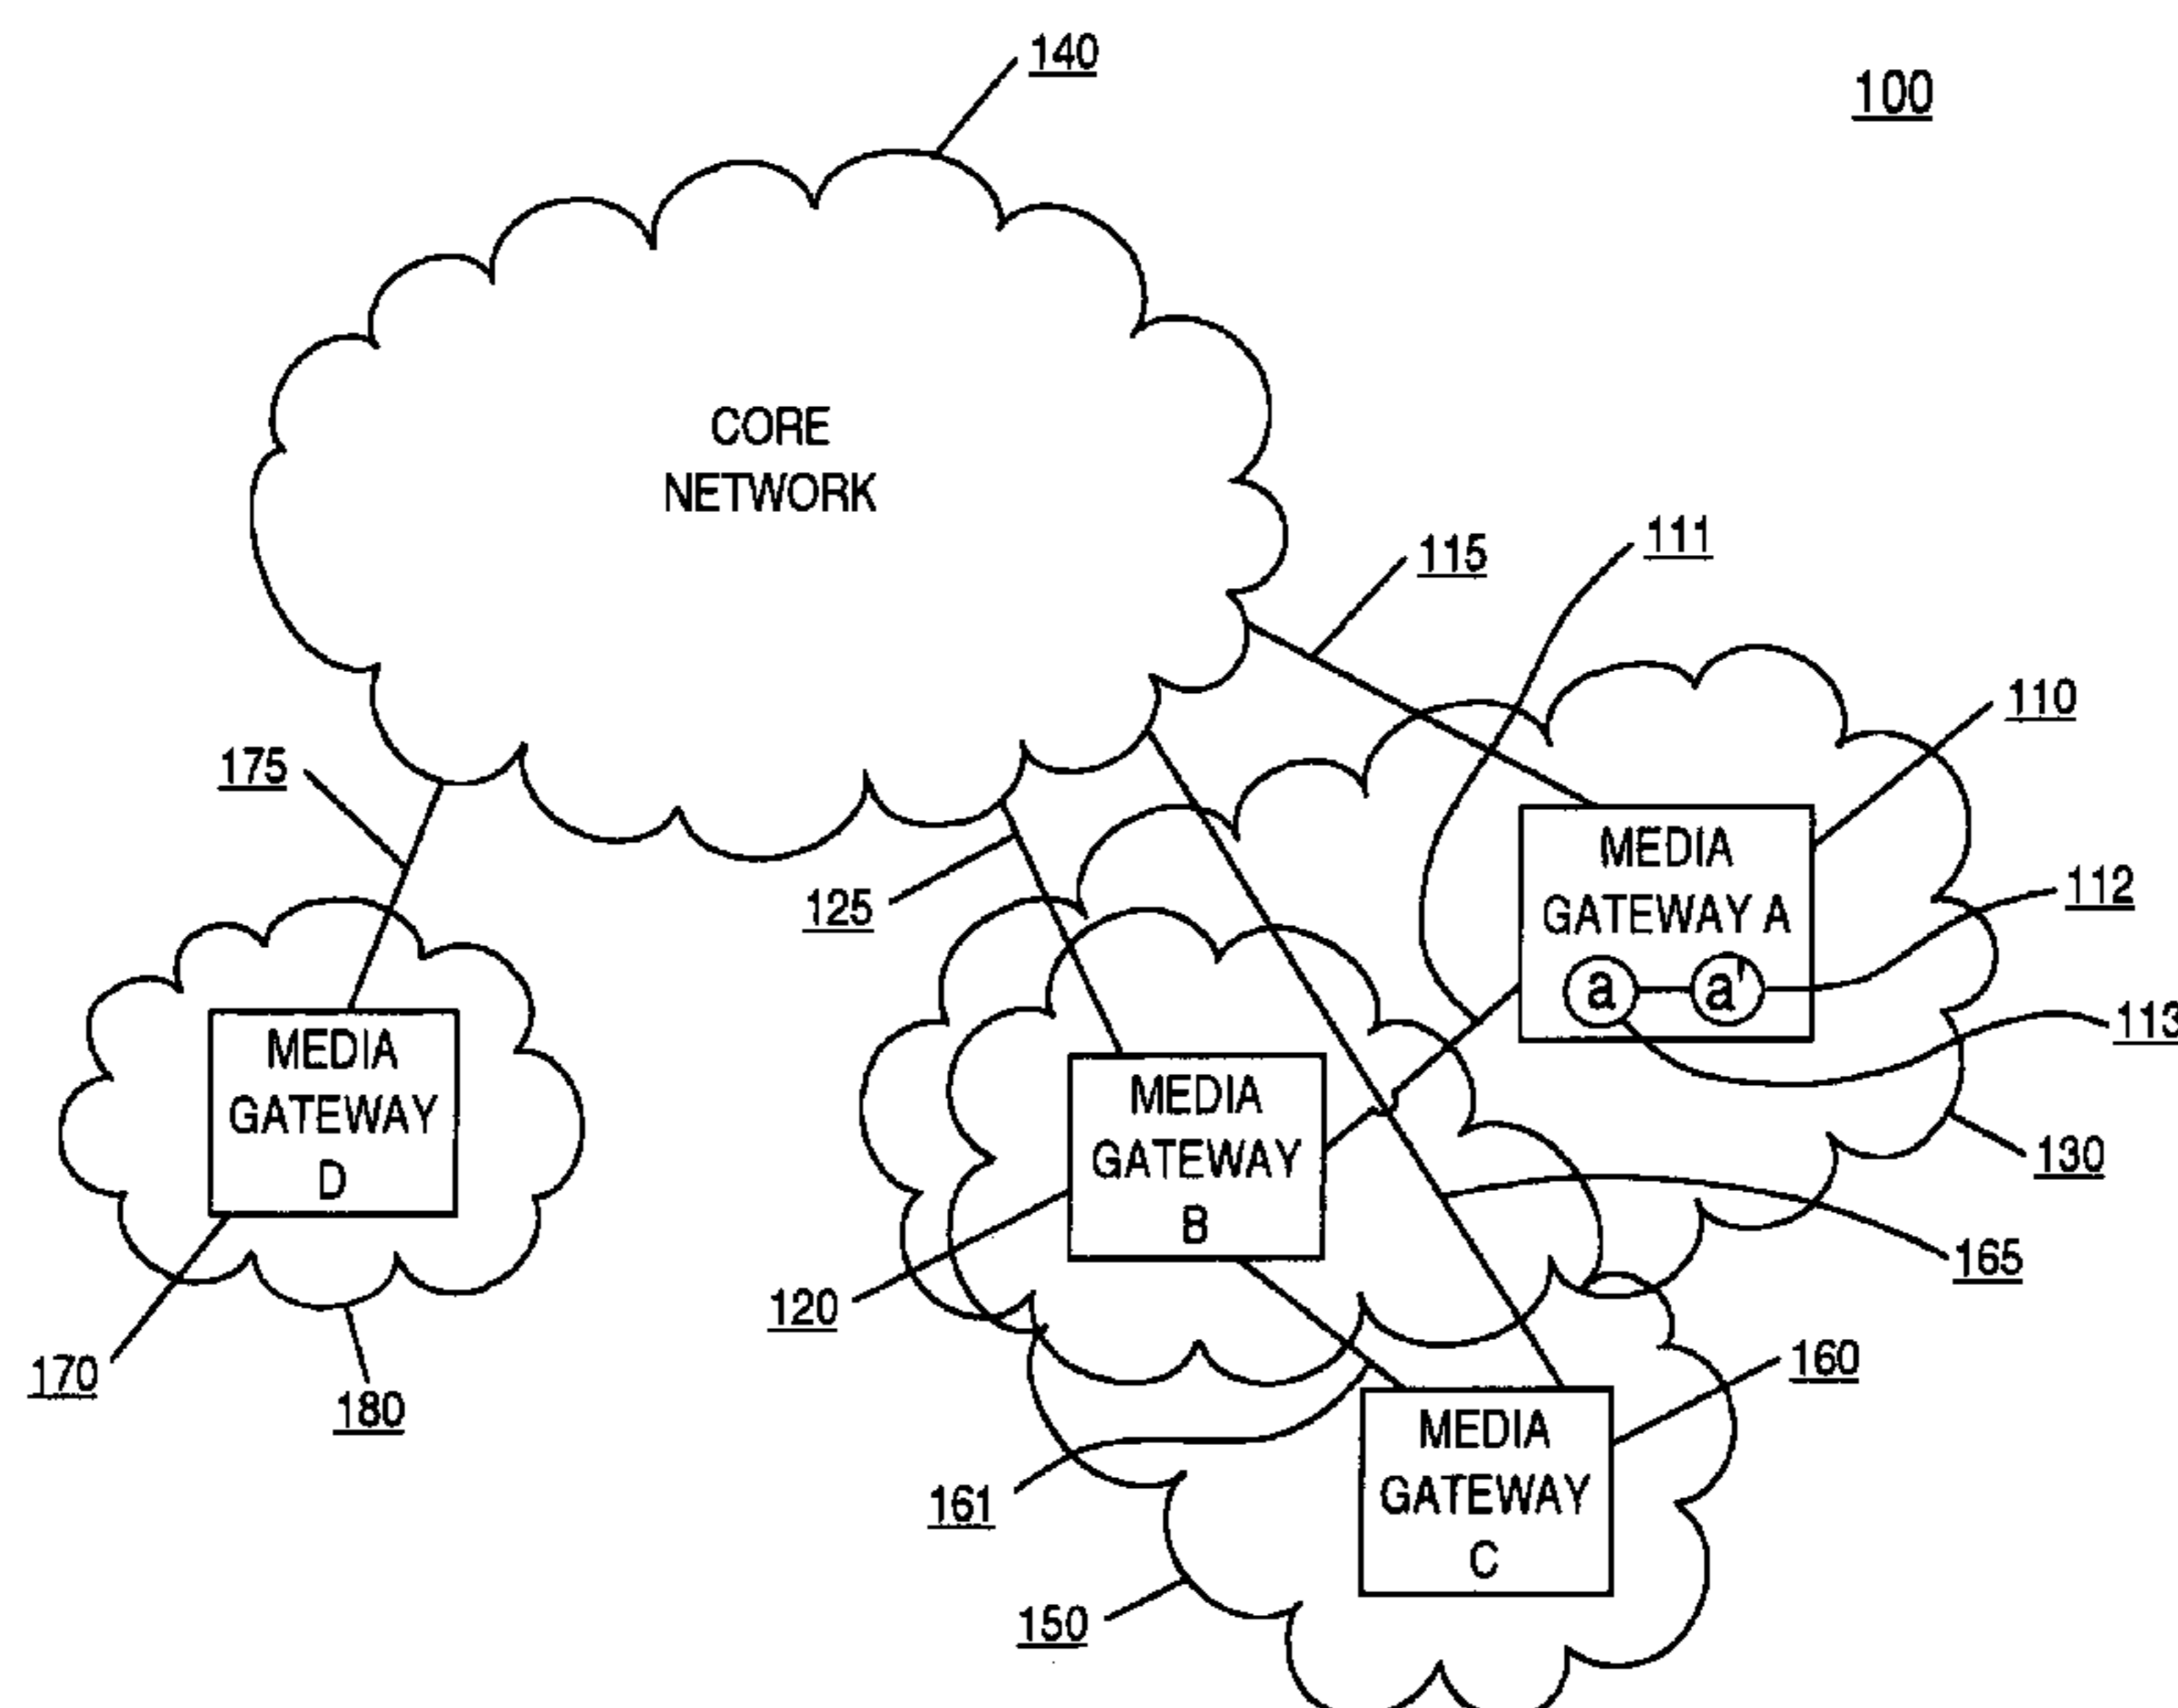 140
100
CORE
NETWORK
115
111
110
175
MEDIA
GATEWAY A
a
a'
112
125
113
MEDIA
GATEWAY
D
MEDIA
GATEWAY
B
130
165
120
170
180
160
MEDIA
GATEWAY
C
161
150